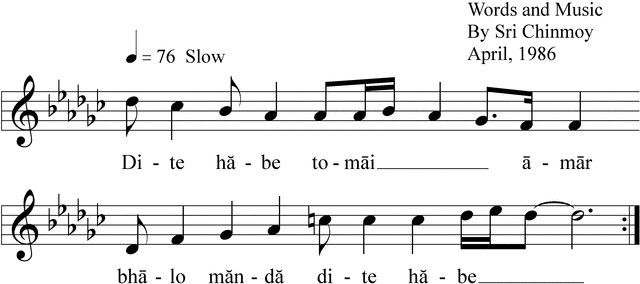 Words and Music
By Sri Chinmoy
April, 1986
= 76 Slow
Di - te hă - be to - māi ā - mār
bhā - lo măn - dă di - te hă - be